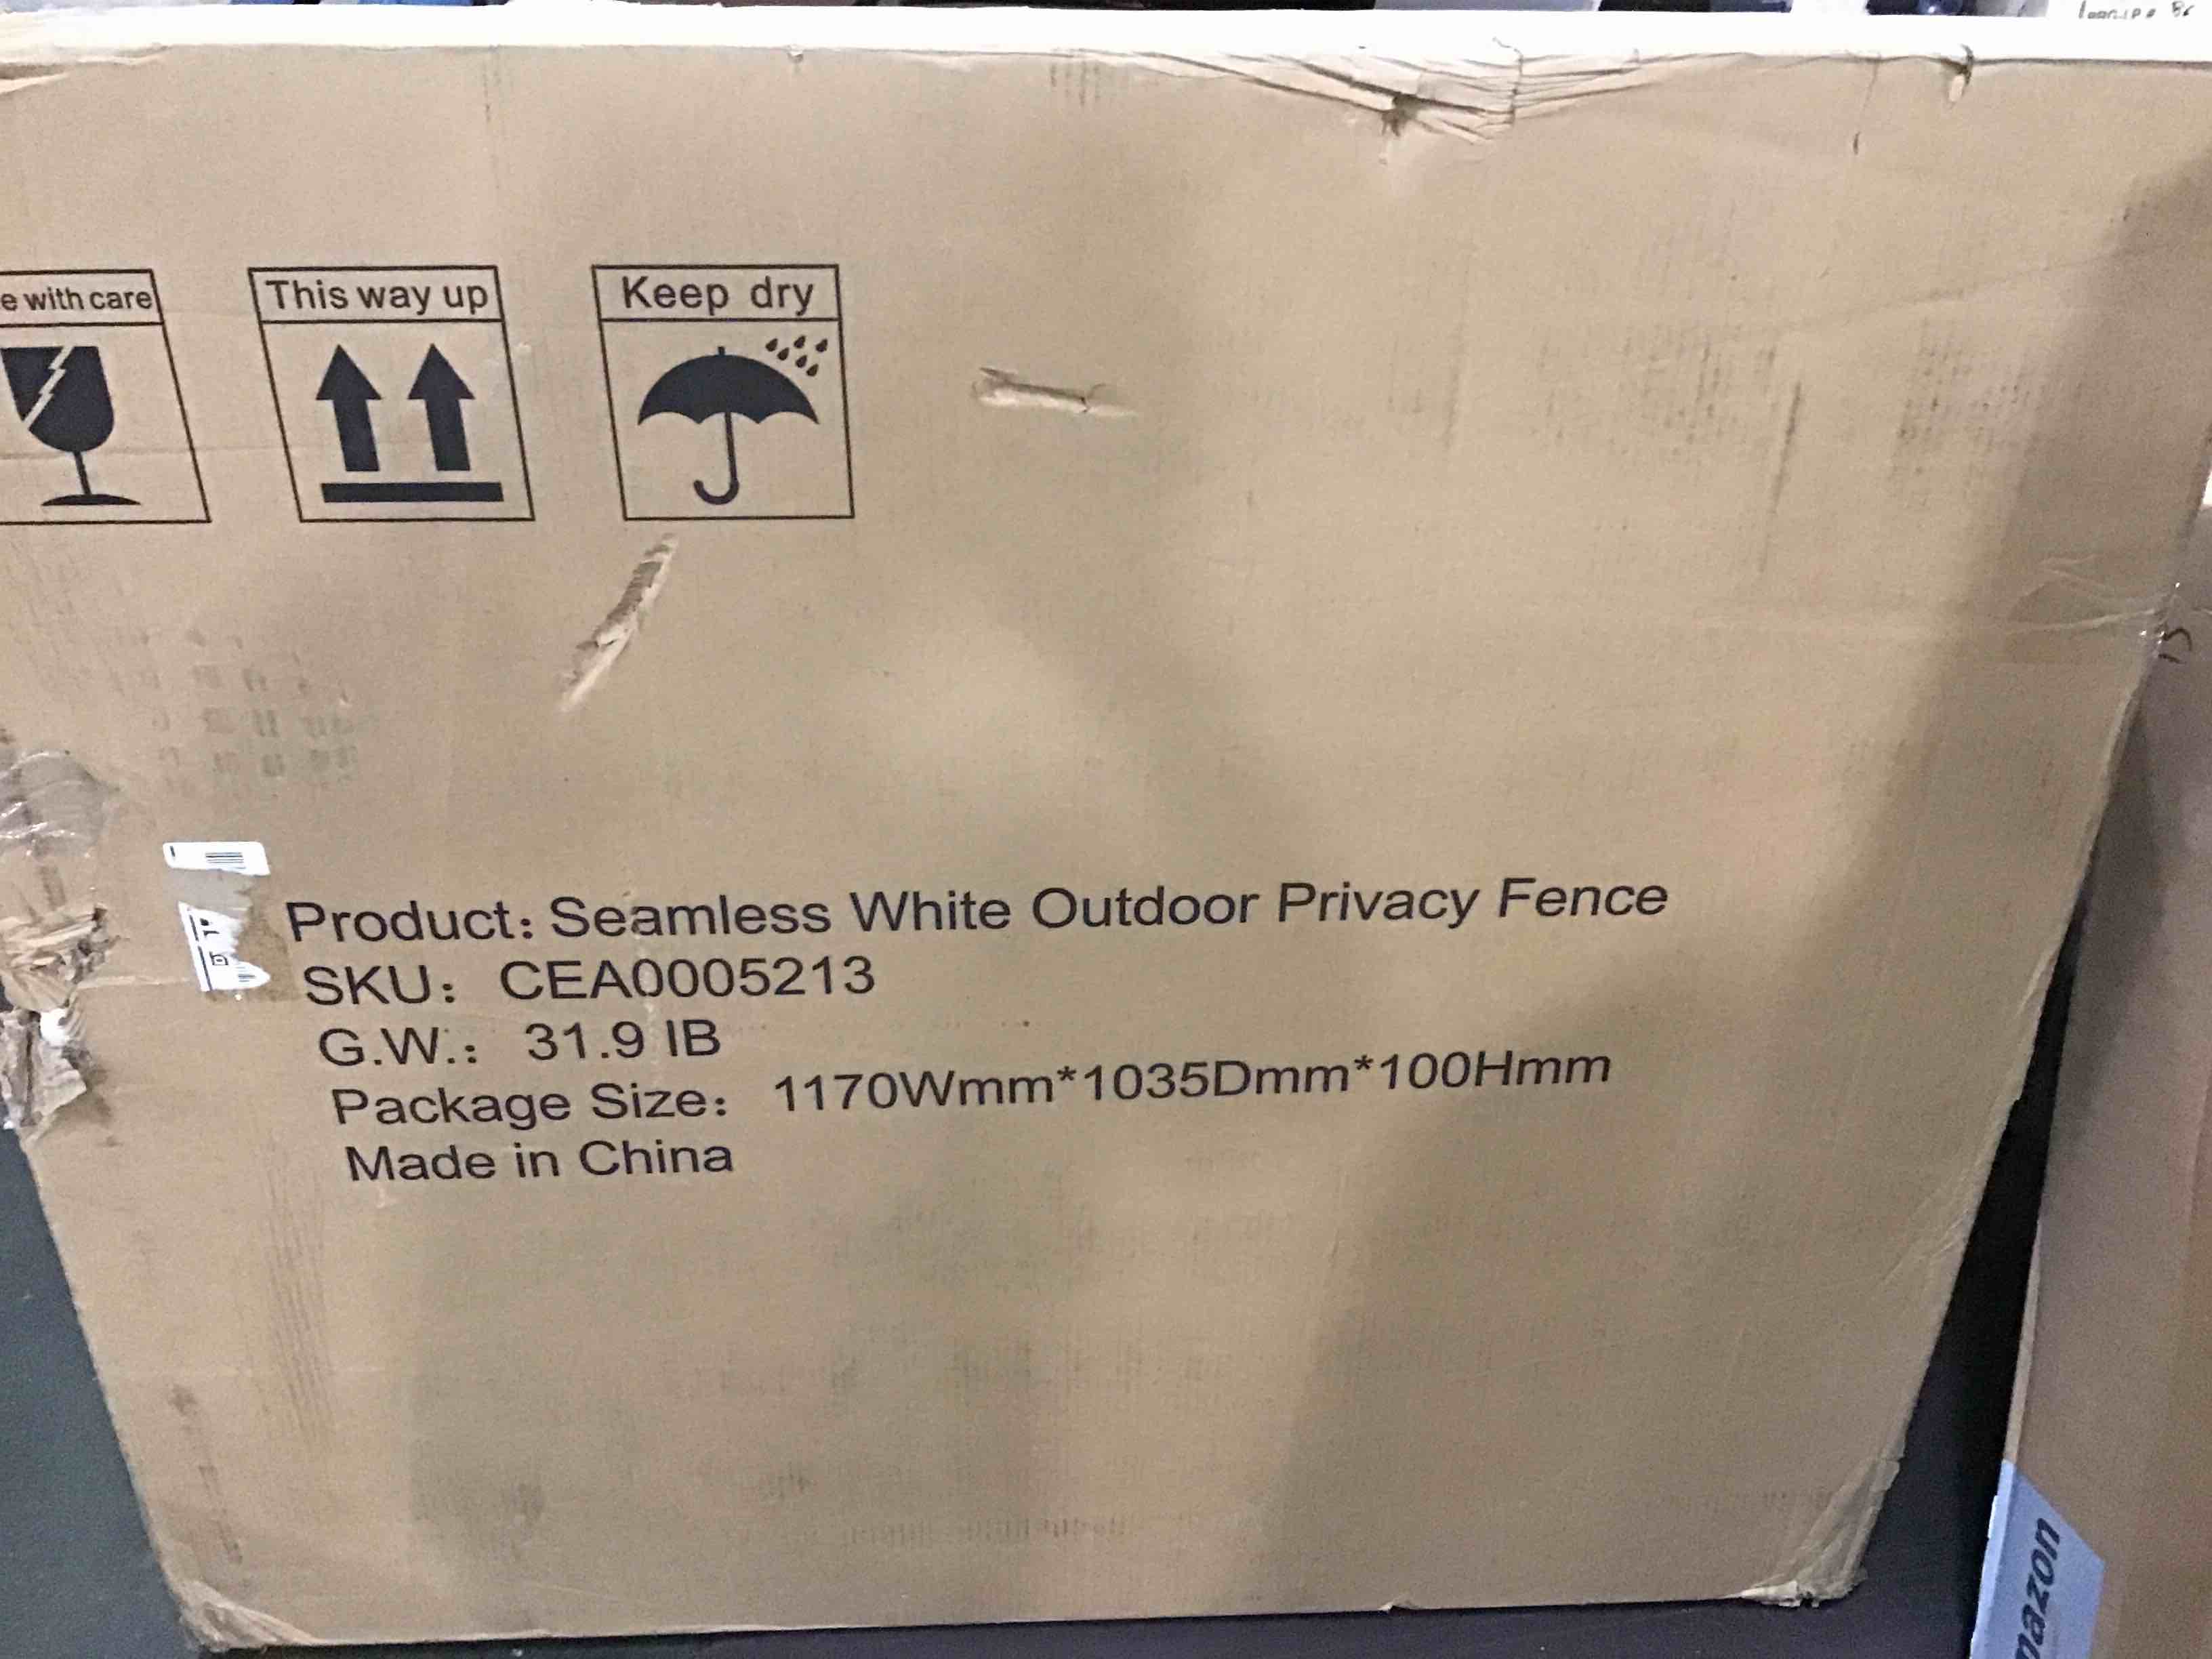 e with care
This way up
Keep dry
Product: Seamless White Outdoor Privacy Fence
SKU: CEA0005213
G.W.: 31.9 IB
Package Size: 1170Wmm*1035Dmm*100Hmm
Made in China
mazon